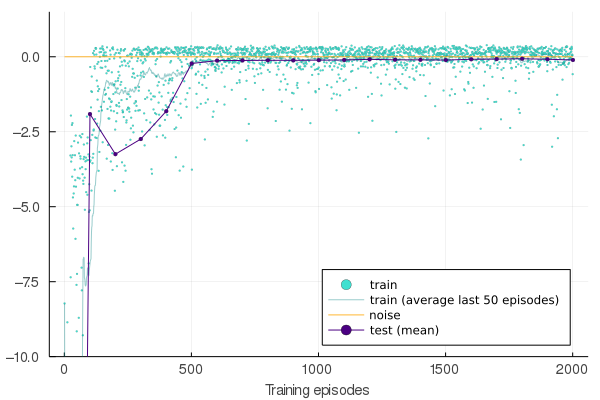 0.0
−2.5
−5.0
−7.5
−10.0
0
500
1000
1500
2000
Training episodes
train
train (average last 50 episodes)
noise
test (mean)